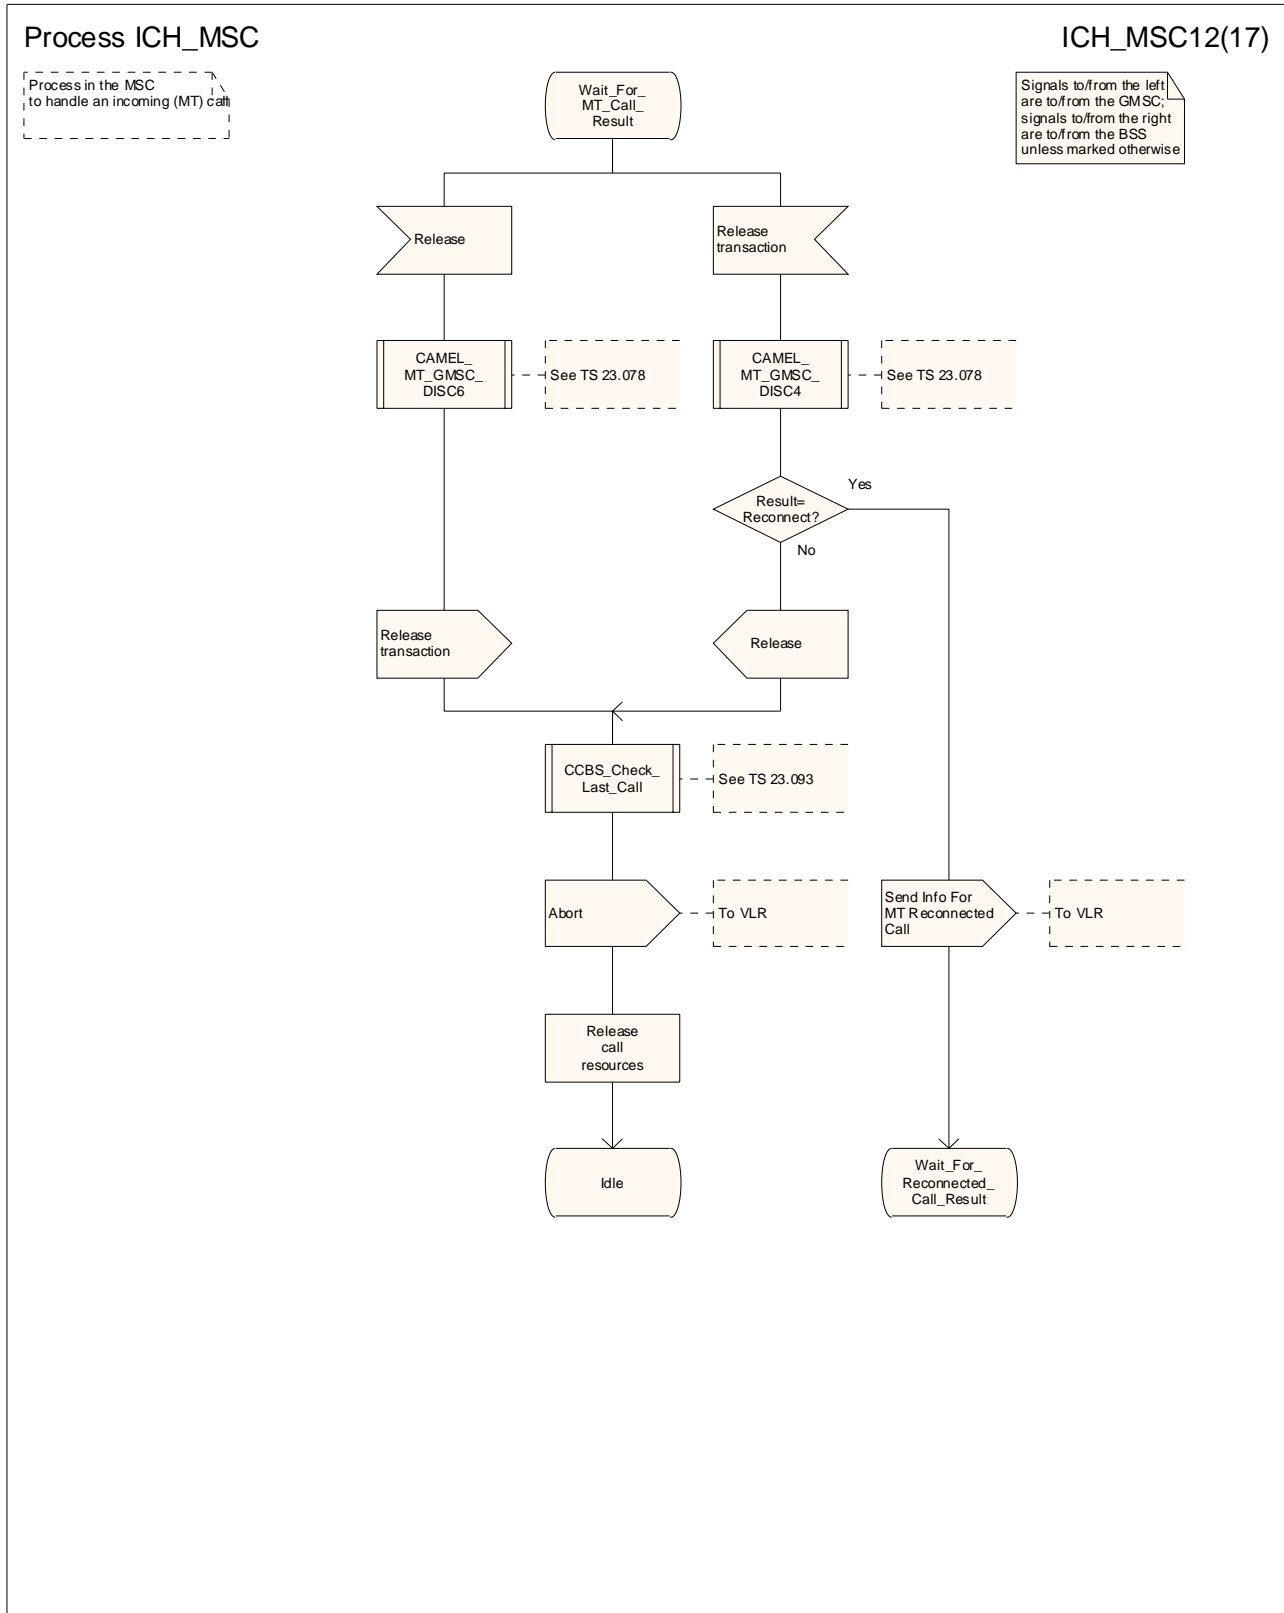 Process ICH_MSC
ICH_MSC12(17)
Process in the MSC
to handle an incoming (MT) call
Wait_For_
MT_Call_
Result
Signals to/from the left
are to/from the GMSC;
signals to/from the right
are to/from the BSS
unless marked otherwise
Release
Release
transaction
CAMEL_
MT_GMSC_
DISC6
See TS 23.078
CAMEL_
MT_GMSC_
DISC4
See TS 23.078
Result=
Reconnect?
Yes
No
Release
transaction
Release
CCBS_Check_
Last_Call
See TS 23.093
Abort
To VLR
Send Info For
MT Reconnected
Call
To VLR
Release
call
resources
Idle
Wait_For_
Reconnected_
Call_Result